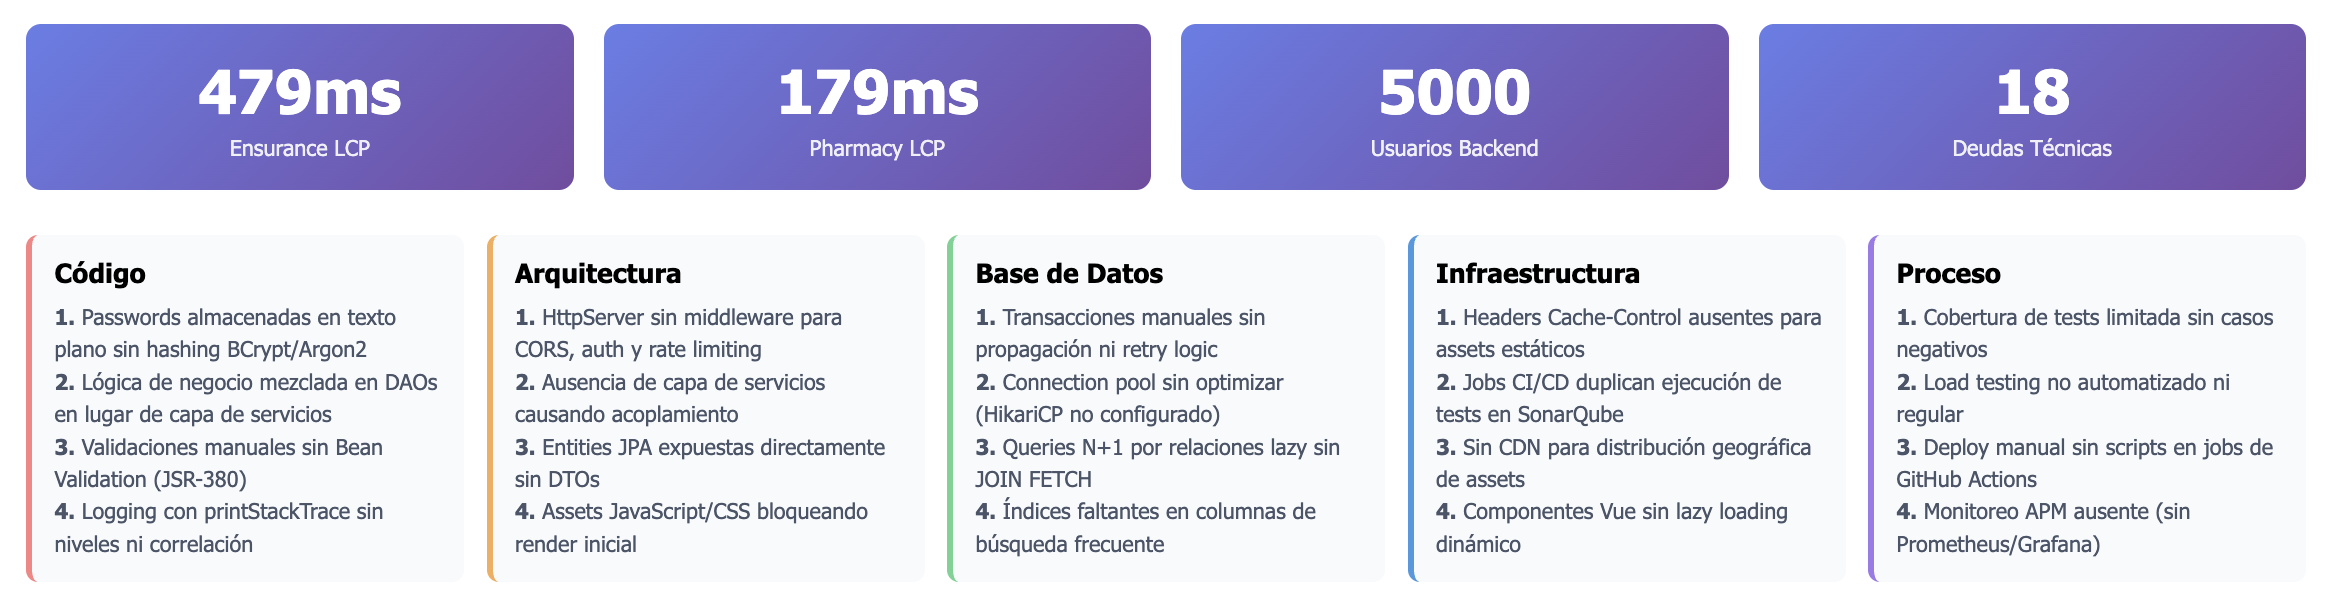 479ms
Ensurance LCP
179ms
Pharmacy LCP
5000
Usuarios Backend
18
Deudas Técnicas
Código
1. Passwords almacenadas en texto
plano sin hashing BCrypt/Argon2
2. Lógica de negocio mezclada en DAOs
en lugar de capa de servicios
3. Validaciones manuales sin Bean
Validation (JSR-380)
4. Logging con printStackTrace sin
niveles ni correlación
Arquitectura
1. HttpServer sin middleware para
CORS, auth y rate limiting
2. Ausencia de capa de servicios
causando acoplamiento
3. Entities JPA expuestas directamente
sin DTOs
4. Assets JavaScript/CSS bloqueando
render inicial
Base de Datos
1. Transacciones manuales sin
propagación ni retry logic
2. Connection pool sin optimizar
(HikariCP no configurado)
3. Queries N+1 por relaciones lazy sin
JOIN FETCH
4. Índices faltantes en columnas de
búsqueda frecuente
Infraestructura
1. Headers Cache-Control ausentes para
assets estáticos
2. Jobs CI/CD duplican ejecución de
tests en SonarQube
3. Sin CDN para distribución geográfica
de assets
4. Componentes Vue sin lazy loading
dinámico
Proceso
1. Cobertura de tests limitada sin casos
negativos
2. Load testing no automatizado ni
regular
3. Deploy manual sin scripts en jobs de
GitHub Actions
4. Monitoreo APM ausente (sin
Prometheus/Grafana)